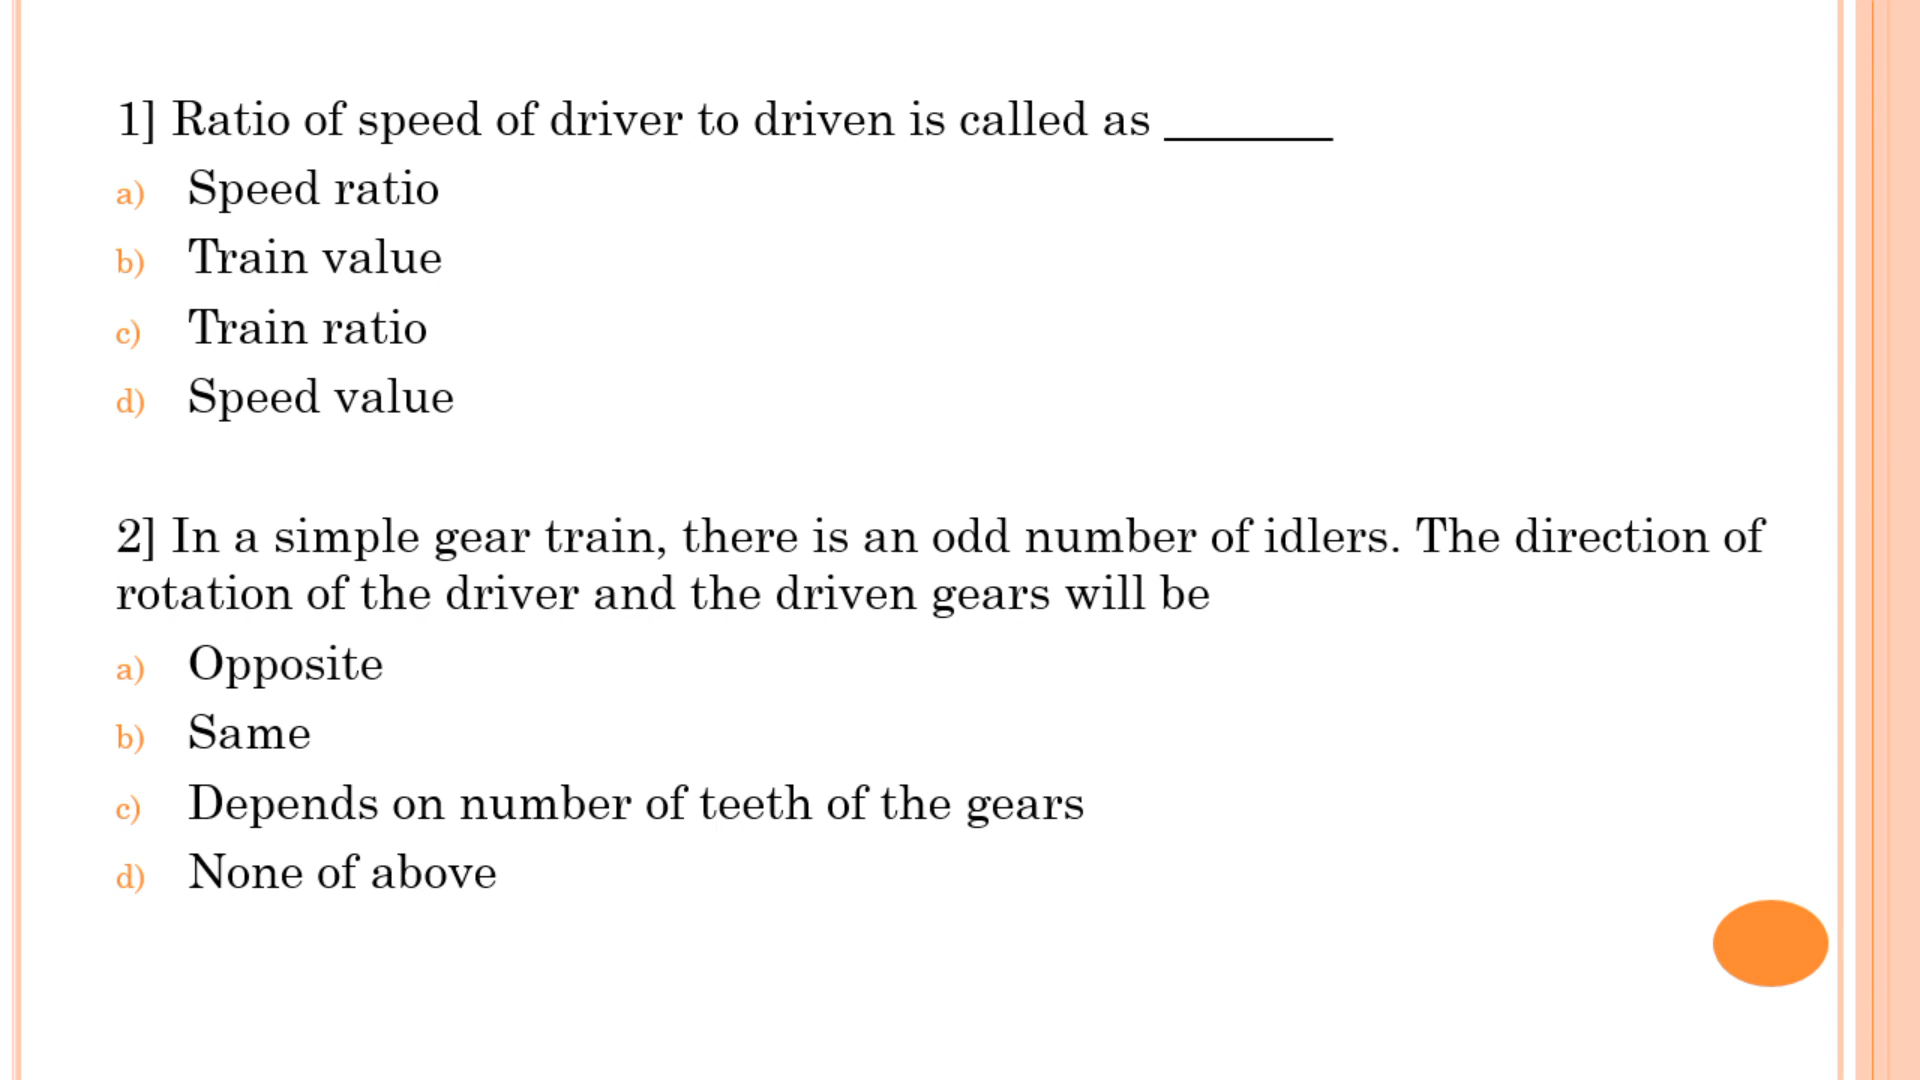 1] Ratio of speed of driver to driven is called as _______
a) Speed ratio
b) Train value
c) Train ratio
d) Speed value
2] In a simple gear train, there is an odd number of idlers. The direction of
rotation of the driver and the driven gears will be
a) Opposite
b) Same
c) Depends on number of teeth of the gears
d) None of above